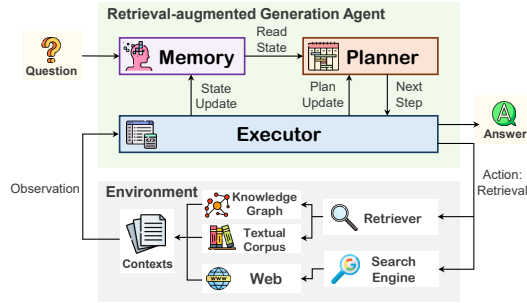 Retrieval-augmented Generation Agent
Question
Memory
Read
State
Planner
State
Update
Plan
Update
Next
Step
Executor
Answer
Observation
Action:
Retrieval
Environment
Contexts
Knowledge
Graph
Textual
Corpus
Web
Retriever
Search
Engine